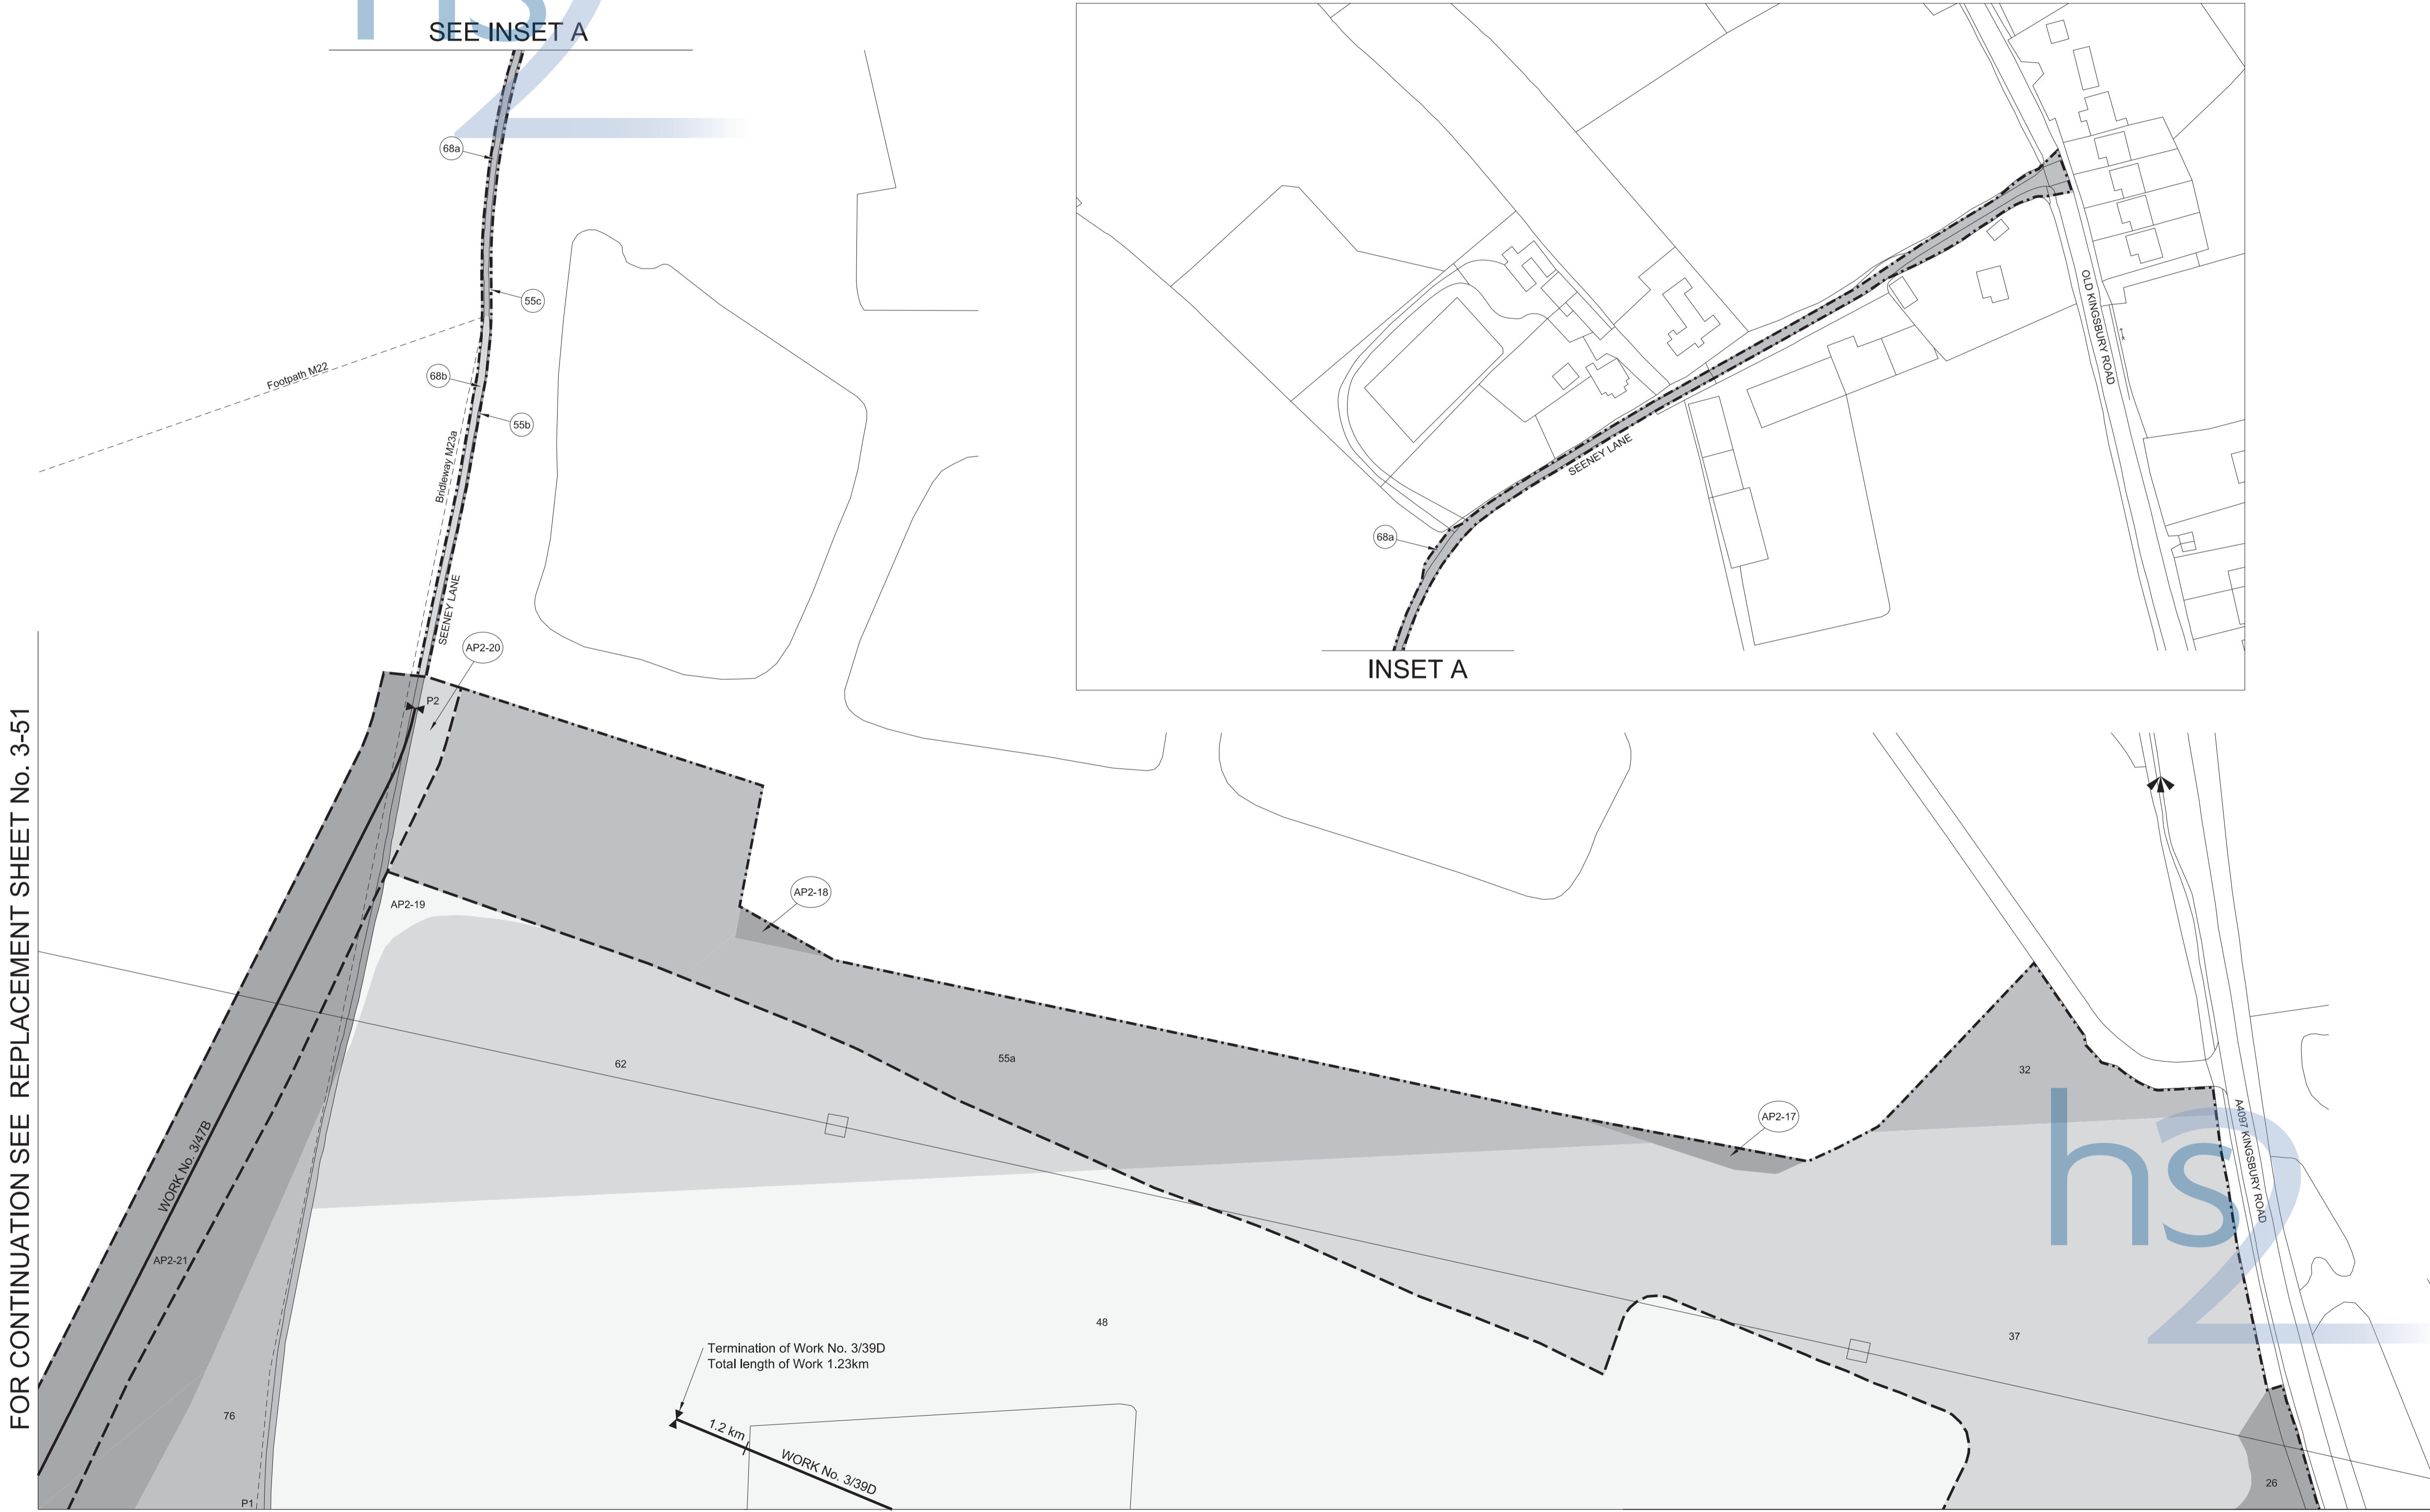 hs2
SEE INSET A
68a
55c
Footpath M22
68b
55b
Bridleway M23a
SEENEY LANE
AP2-20
P2
OLD KINGSBURY ROAD
SEENEY LANE
68a
INSET A
FOR CONTINUATION SEE REPLACEMENT SHEET No. 3-51
AP2-18
AP2-19
62
55a
32
AP2-17
A4097 KINGSBURY ROAD
hs2
WORK No. 3/47B
AP2-21
48
37
Termination of Work No. 3/39D
Total length of Work 1.23km
76
1.2 km
WORK No. 3/39D
26
P1